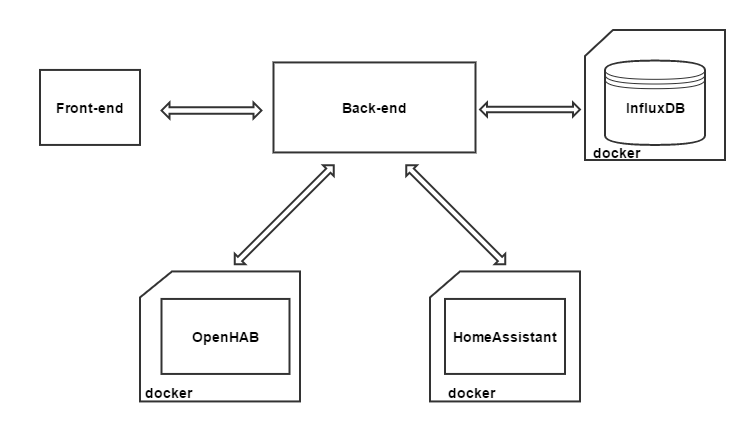 Front-end
Back-end
InfluxDB
docker
OpenHAB
docker
HomeAssistant
docker